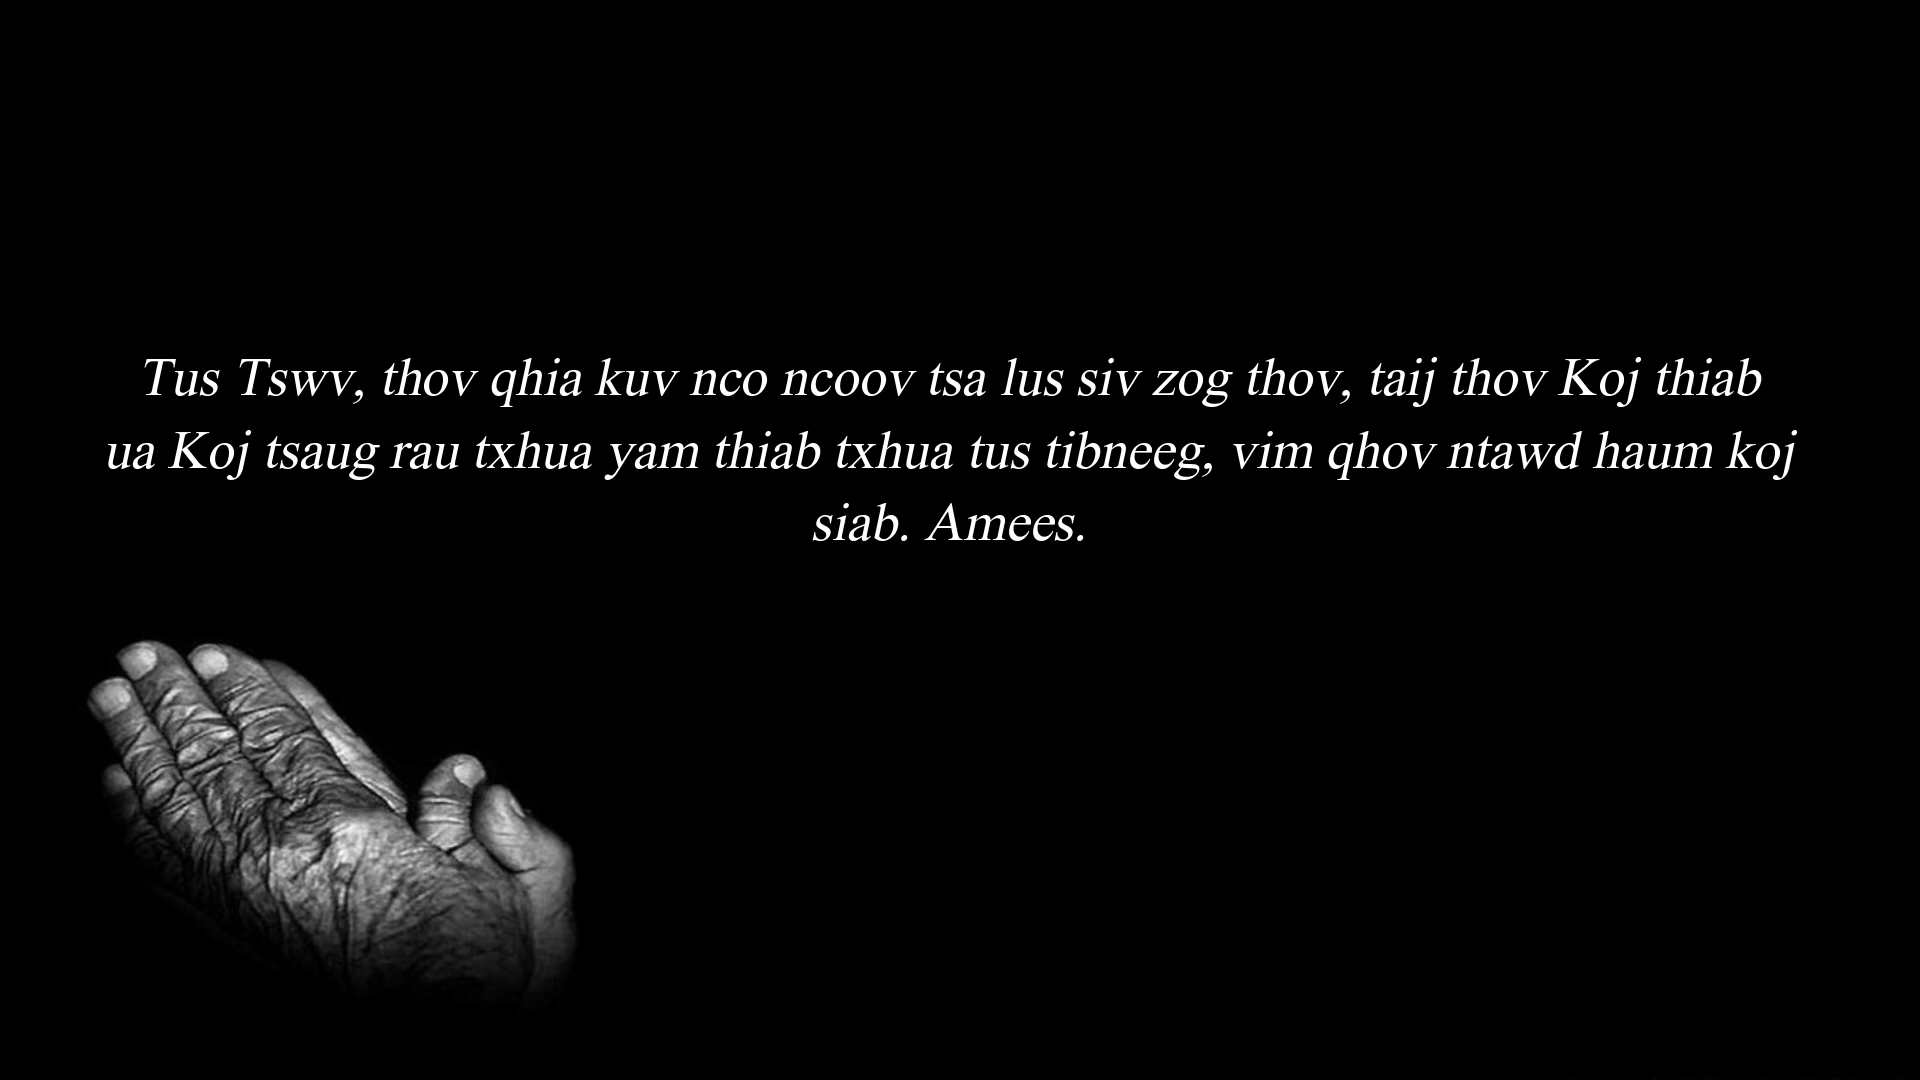 Tus Tswv, thov qhia kuv nco ncoov tsa lus siv zog thov, taij thov Koj thiab
ua Koj tsaug rau txhua yam thiab txhua tus tibneeg, vim qhov ntawd haum koj
siab. Amees.